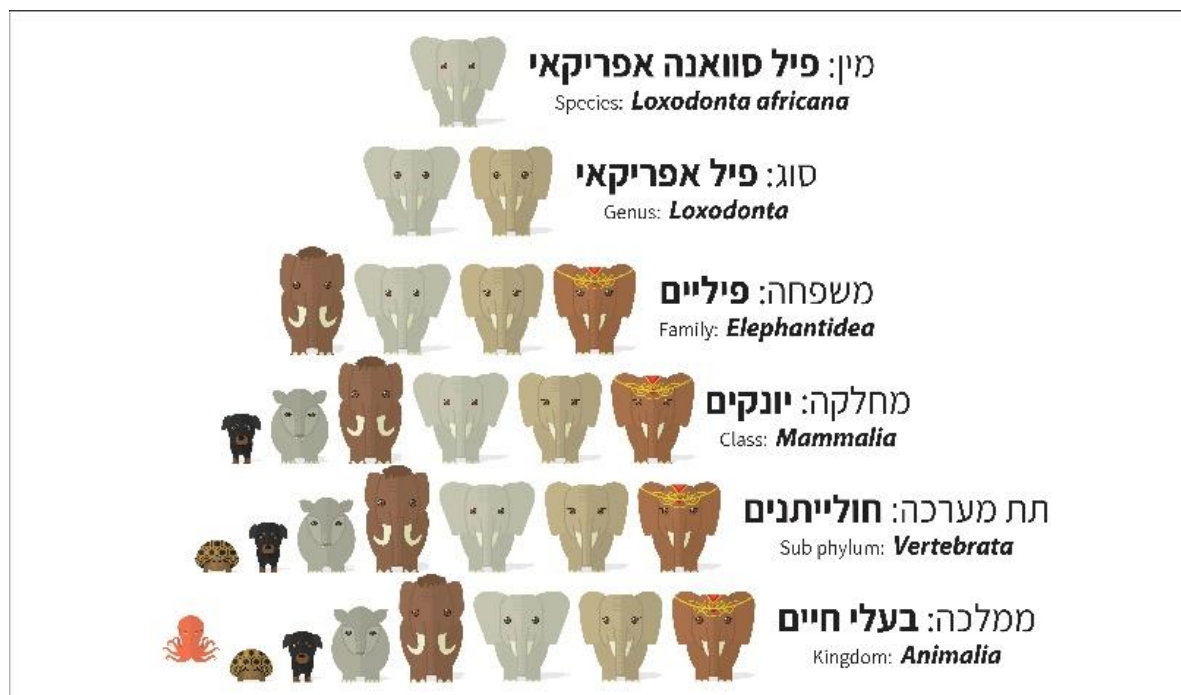 מין: פיל סוואנה אפריקאי
Species: Loxodonta africana
סוג: פיל אפריקאי
Genus: Loxodonta
משפחה: פיליים
Family: Elephantidea
מחלקה: יונקים
Class: Mammalia
תת מערכה: חולייתנים
Sub phylum: Vertebrata
ממלכה: בעלי חיים
Kingdom: Animalia